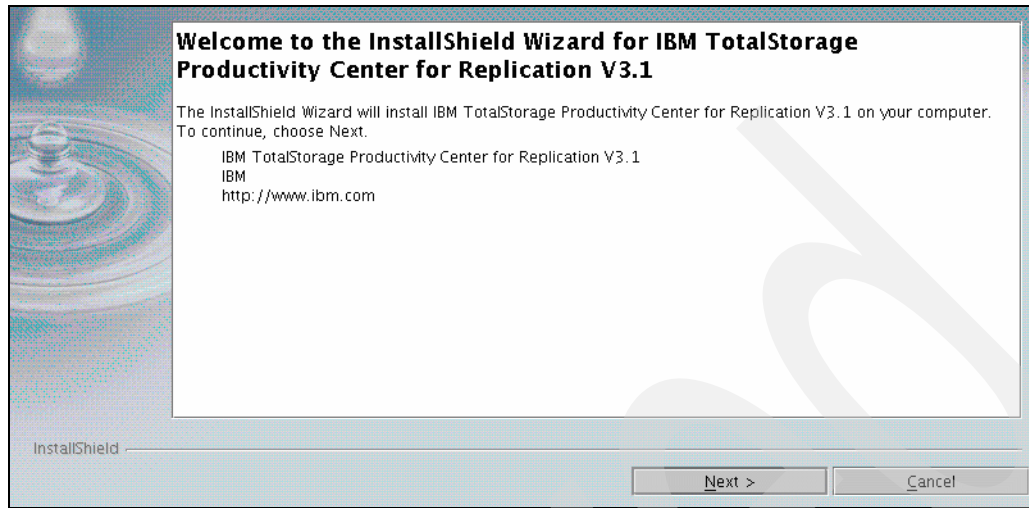 Welcome to the InstallShield Wizard for IBM TotalStorage
Productivity Center for Replication V3.1
The InstallShield Wizard will install IBM TotalStorage Productivity Center for Replication V3.1 on your computer.
To continue, choose Next.
IBM TotalStorage Productivity Center for Replication V3.1
IBM
http://www.ibm.com
InstallShield
Next >
Cancel